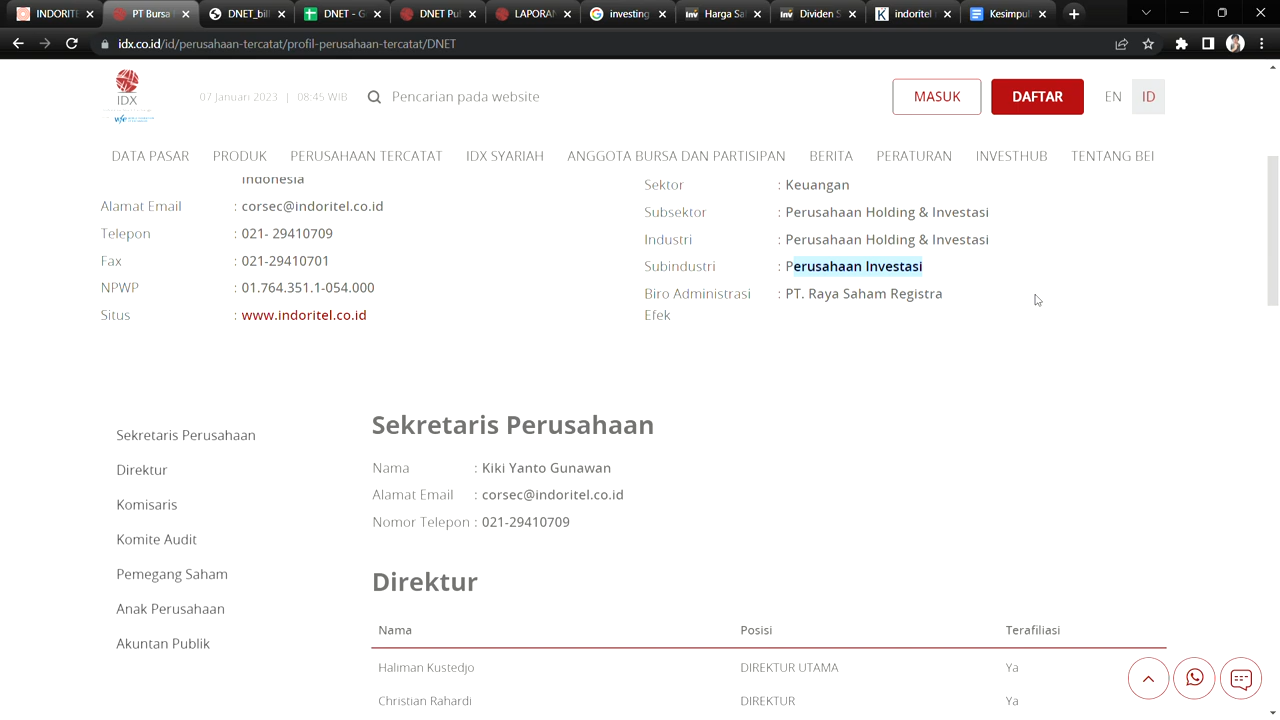 INDORITE
PT Bursa
DNET_bil
DNET - G
DNET Pu
LAPORAN
investing
Harga Sa
Dividen S
indoritel
Kesimpul
idx.co.id/id/perusahaan-tercatat/profil-perusahaan-tercatat/DNET
IDX
07 Januari 2023 | 08:45 WIB
Pencarian pada website
MASUK
DAFTAR
EN
ID
DATA PASAR
PRODUK
PERUSAHAAN TERCATAT
IDX SYARIAH
ANGGOTA BURSA DAN PARTISIPAN
BERITA
PERATURAN
INVESTHUB
TENTANG BEI
Indonesia
Alamat Email : corsec@indoritel.co.id
Telepon : 021- 29410709
Fax : 021-29410701
NPWP : 01.764.351.1-054.000
Situs : www.indoritel.co.id
Sektor : Keuangan
Subsektor : Perusahaan Holding & Investasi
Industri : Perusahaan Holding & Investasi
Subindustri : Perusahaan Investasi
Biro Administrasi : PT. Raya Saham Registra
Efek
Sekretaris Perusahaan
Direktur
Komisaris
Komite Audit
Pemegang Saham
Anak Perusahaan
Akuntan Publik
Sekretaris Perusahaan
Nama : Kiki Yanto Gunawan
Alamat Email : corsec@indoritel.co.id
Nomor Telepon : 021-29410709
Direktur
Nama Posisi Terafiliasi
Haliman Kustedjo DIREKTUR UTAMA Ya
Christian Rahardi DIREKTUR Ya